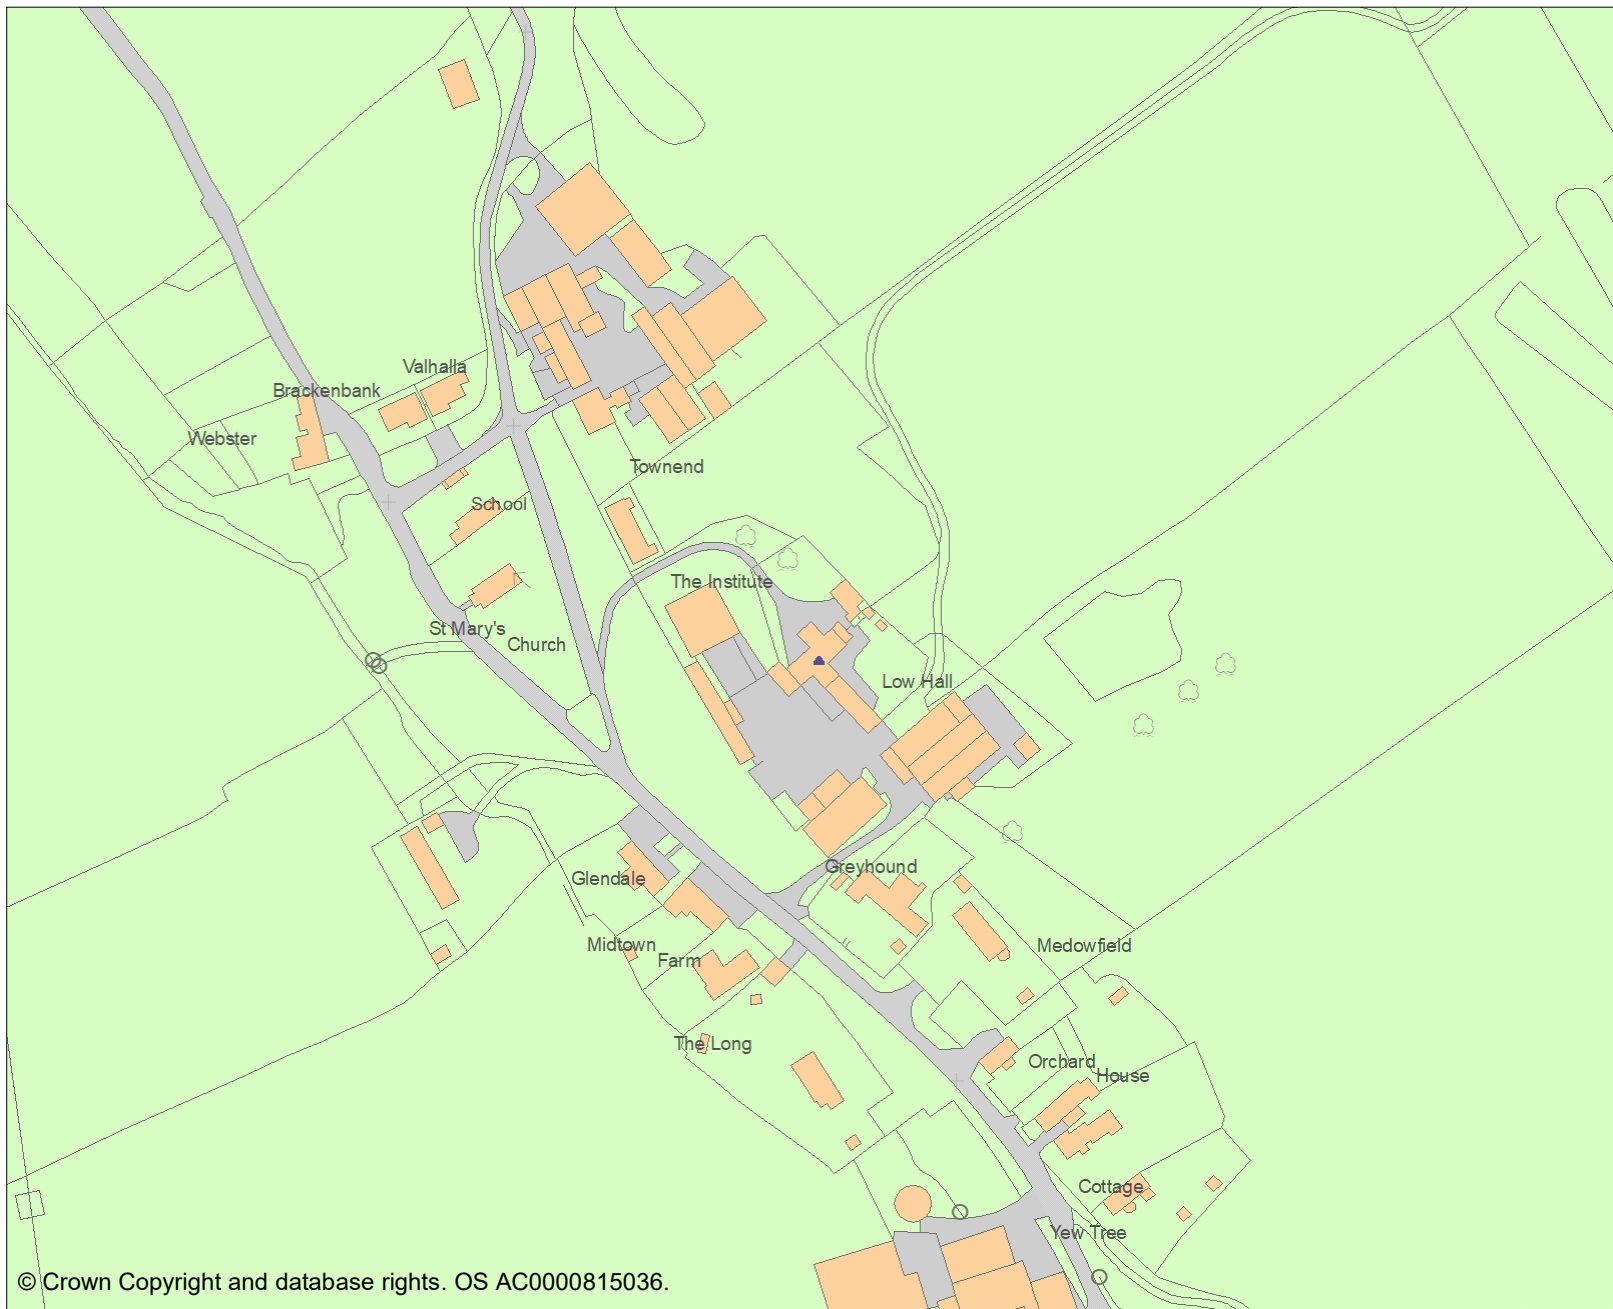 Valhalla
Brackenbank
Webster
Townend
School
The Institute
St Mary's
Church
Low Hall
Greyhound
Glendale
Midtown
Farm
Medowfield
The Long
Orchard
House
Cottage
Yew Tree
© Crown Copyright and database rights. OS AC0000815036.